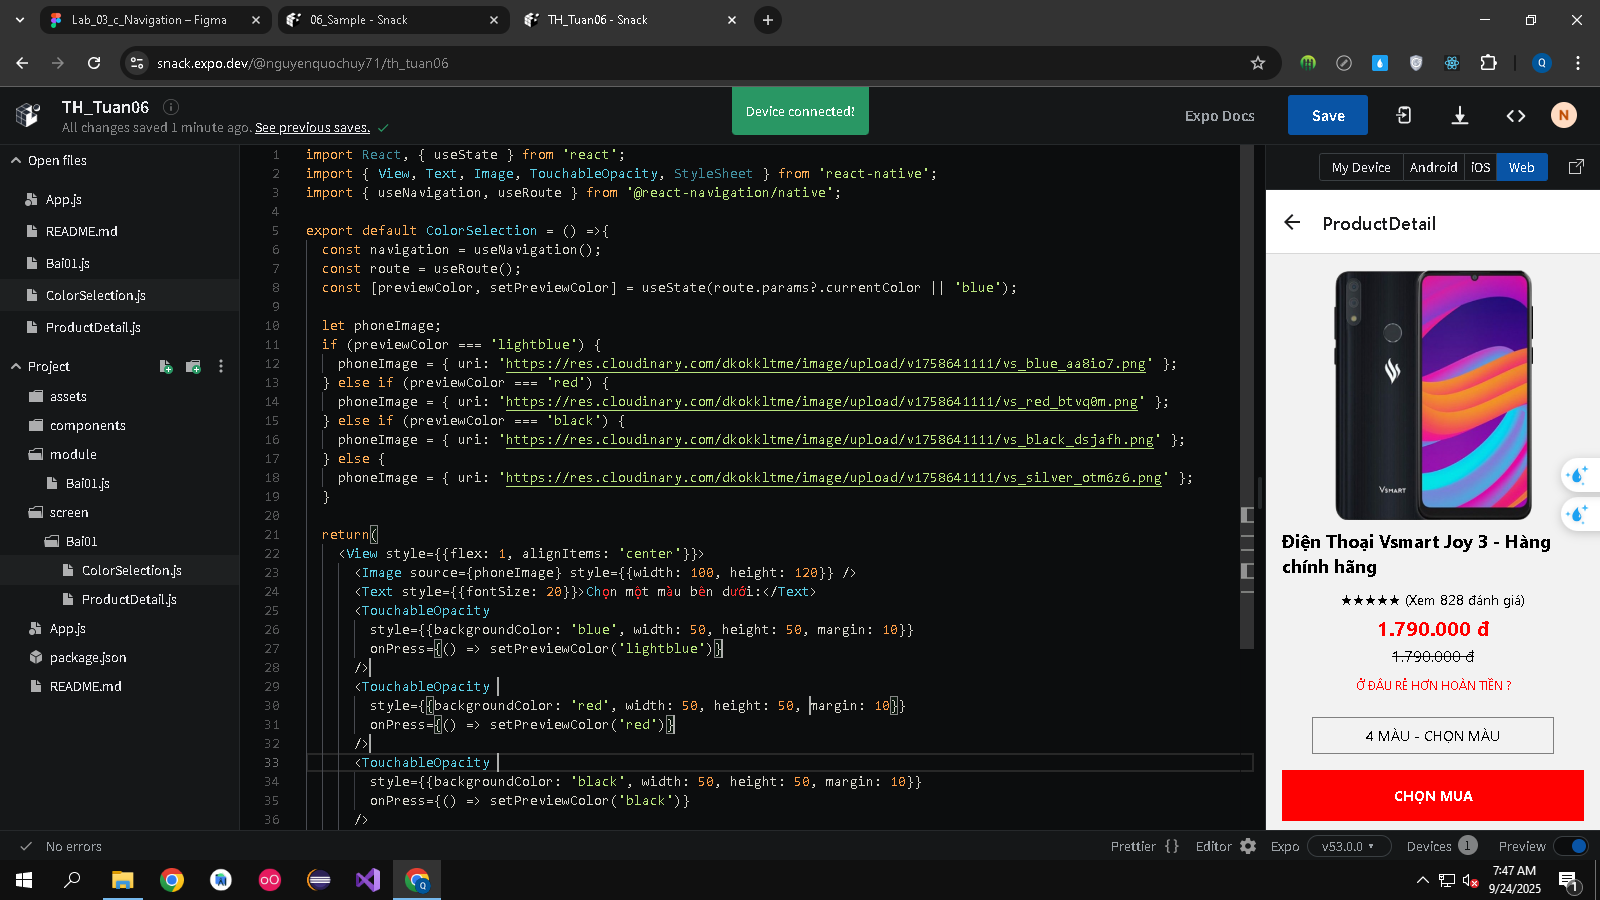 Lab_03_c_Navigation – Figma
06_Sample - Snack
TH_Tuan06 - Snack
snack.expo.dev/@nguyenquochuy71/th_tuan06
Q
TH_Tuan06
All changes saved 1 minute ago. See previous saves.
Device connected!
Expo Docs
Save
N
Open files
App.js
README.md
Bai01.js
ColorSelection.js
ProductDetail.js
Project
assets
components
module
Bai01.js
screen
Bai01
ColorSelection.js
ProductDetail.js
App.js
package.json
README.md
1 import React, { useState } from 'react';
2 import { View, Text, Image, TouchableOpacity, StyleSheet } from 'react-native';
3 import { useNavigation, useRoute } from '@react-navigation/native';
4
5 export default ColorSelection = () =>{
6 const navigation = useNavigation();
7 const route = useRoute();
8 const [previewColor, setPreviewColor] = useState(route.params?.currentColor || 'blue');
9
10 let phoneImage;
11 if (previewColor === 'lightblue') {
12 phoneImage = { uri: 'https://res.cloudinary.com/dkokkltme/image/upload/v1758641111/vs_blue_aa8io7.png' };
13 } else if (previewColor === 'red') {
14 phoneImage = { uri: 'https://res.cloudinary.com/dkokkltme/image/upload/v1758641111/vs_red_btvq0m.png' };
15 } else if (previewColor === 'black') {
16 phoneImage = { uri: 'https://res.cloudinary.com/dkokkltme/image/upload/v1758641111/vs_black_dsjafh.png' };
17 } else {
18 phoneImage = { uri: 'https://res.cloudinary.com/dkokkltme/image/upload/v1758641111/vs_silver_otm6z6.png' };
19 }
20
21 return(
22 <View style={{flex: 1, alignItems: 'center'}}>
23 <Image source={phoneImage} style={{width: 100, height: 120}} />
24 <Text style={{fontSize: 20}}>Chọn một màu bên dưới:</Text>
25 <TouchableOpacity
26 style={{backgroundColor: 'blue', width: 50, height: 50, margin: 10}}
27 onPress={() => setPreviewColor('lightblue')}
28 />
29 <TouchableOpacity
30 style={{backgroundColor: 'red', width: 50, height: 50, margin: 10}}
31 onPress={() => setPreviewColor('red')}
32 />
33 <TouchableOpacity
34 style={{backgroundColor: 'black', width: 50, height: 50, margin: 10}}
35 onPress={() => setPreviewColor('black')}
36 />
My Device
Android
iOS
Web
ProductDetail
VSMART
Điện Thoại Vsmart Joy 3 - Hàng
chính hãng
★★★★★ (Xem 828 đánh giá)
1.790.000 đ
1.790.000 đ
Ở ĐÂU RẺ HƠN HOÀN TIỀN ?
4 MÀU - CHỌN MÀU
CHỌN MUA
No errors
Prettier {}
Editor
Expo
v53.0.0
Devices 1
Preview
7:47 AM
9/24/2025
1